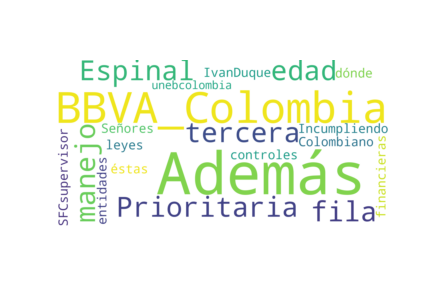 Espinal IvanDuque edad dónde
unebcolombia
BBVA_Colombia
Señores tercera Incumpliendo
leyes Colombiano
controles
éstas Además
Prioritaria fila
manejo
SFCsupervisor
entidades
financieras